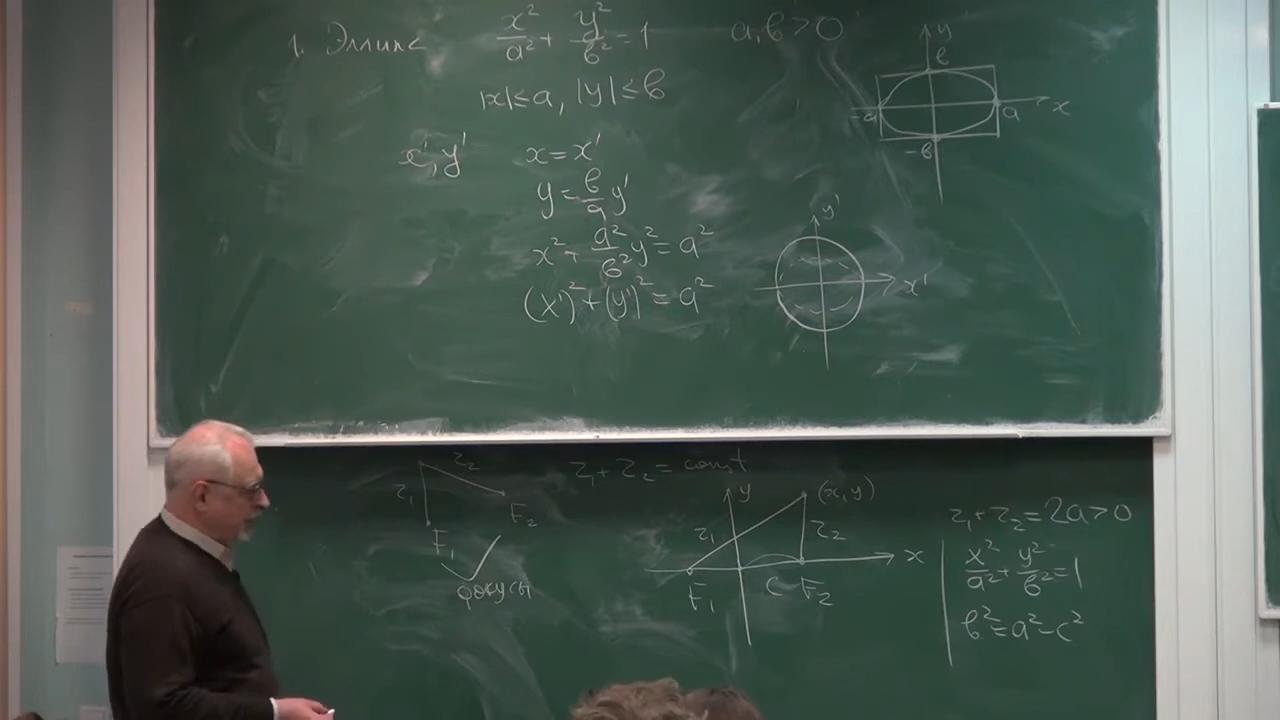 1. Эллипс x²/a² + y²/b² = 1 a, b > 0
|x| ≤ a, |y| ≤ b
x', y' x = x'
y = b/a y'
x² + a²/b² y² = a²
(x')² + (y')² = a²
y
b
-a a x
-b
y'
x'
r₁ r₂
F₁ F₂
фокусы
r₁ + r₂ = const
y (x, y)
r₁ r₂
x
F₁ c F₂
r₁ + r₂ = 2a > 0
x²/a² + y²/b² = 1
b² = a² - c²